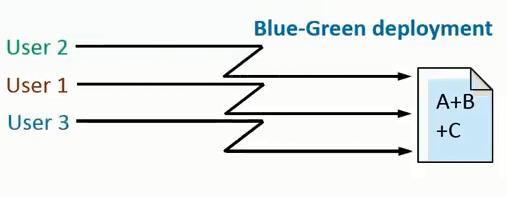 Blue-Green deployment
User 2
User 1
User 3
A+B
+C